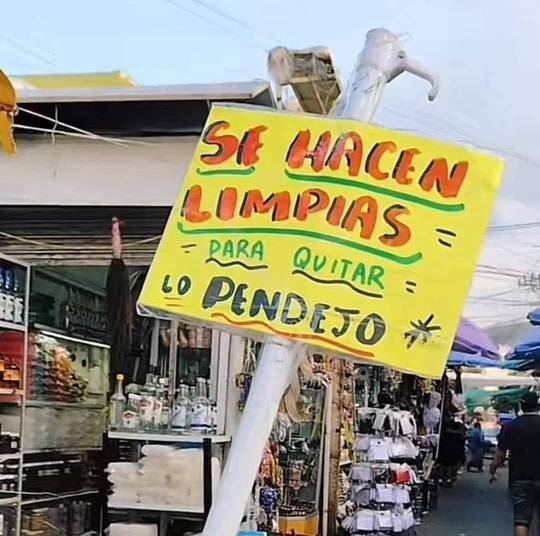 SE HACEN
LIMPIAS =
= PARA QUITAR =
LO PENDEJO *